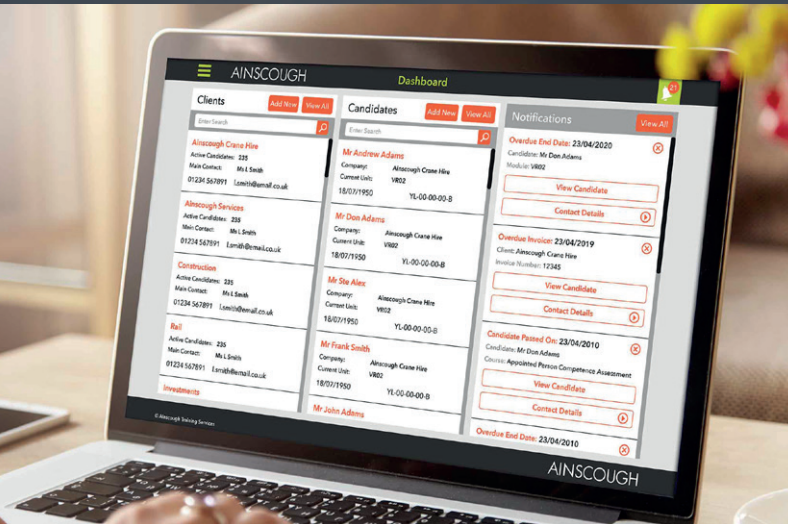 AINSCOUGH
Dashboard
21
Clients
Add New
View All
Enter Search
Ainscough Crane Hire
Active Candidates: 235
Main Contact: Ms L Smith
01234 567891 l.smith@email.co.uk
Ainscough Services
Active Candidates: 235
Main Contact: Ms L Smith
01234 567891 l.smith@email.co.uk
Construction
Active Candidates: 235
Main Contact: Ms L Smith
01234 567891 l.smith@email.co.uk
Rail
Active Candidates: 235
Main Contact: Ms L Smith
01234 567891 l.smith@email.co.uk
Investments
Candidates
Add New
View All
Enter Search
Mr Andrew Adams
Company: Ainscough Crane Hire
Current Unit: VR02
18/07/1950 YL-00-00-00-B
Mr Don Adams
Company: Ainscough Crane Hire
Current Unit: VR02
18/07/1950 YL-00-00-00-B
Mr Ste Alex
Company: Ainscough Crane Hire
Current Unit: VR02
18/07/1950 YL-00-00-00-B
Mr Frank Smith
Company: Ainscough Crane Hire
Current Unit: VR02
18/07/1950 YL-00-00-00-B
Mr John Adams
Notifications
View All
Overdue End Date: 23/04/2020
Candidate: Mr Don Adams
Module: VR02
View Candidate
Contact Details
Overdue Invoice: 23/04/2019
Client: Ainscough Crane Hire
Invoice Number: 12345
View Candidate
Contact Details
Candidate Passed On: 23/04/2010
Candidate: Mr Don Adams
Course: Appointed Person Competence Assessment
View Candidate
Contact Details
Overdue End Date: 23/04/2010
© Ainscough Training Services
AINSCOUGH